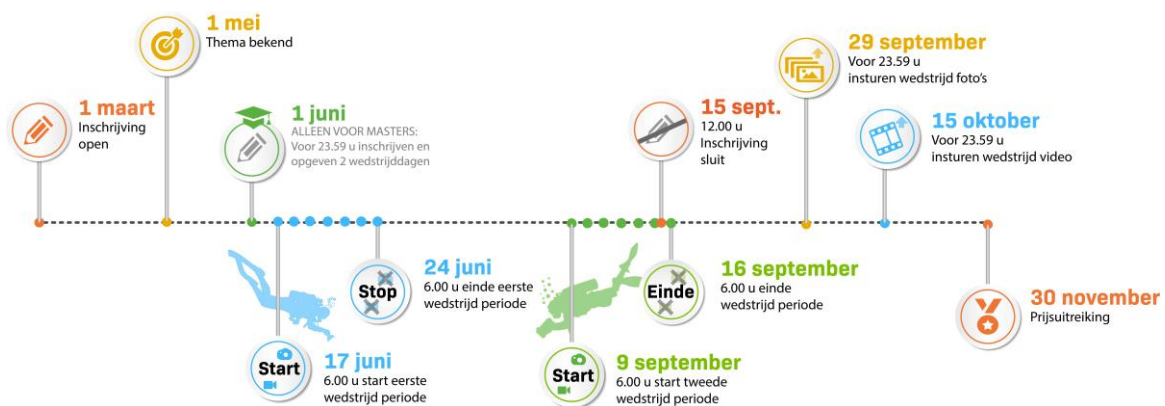 1 maart
Inschrijving
open
1 mei
Thema bekend
1 juni
ALLEEN VOOR MASTERS:
Voor 23.59 u inschrijven en
opgeven 2 wedstrijddagen
Start
17 juni
6.00 u start eerste
wedstrijd periode
Stop
24 juni
6.00 u einde eerste
wedstrijd periode
Start
9 september
6.00 u start tweede
wedstrijd periode
15 sept.
12.00 u
Inschrijving
sluit
Einde
16 september
6.00 u einde
wedstrijd periode
29 september
Voor 23.59 u
insturen wedstrijd foto's
15 oktober
Voor 23.59 u
insturen wedstrijd video
30 november
Prijsuitreiking